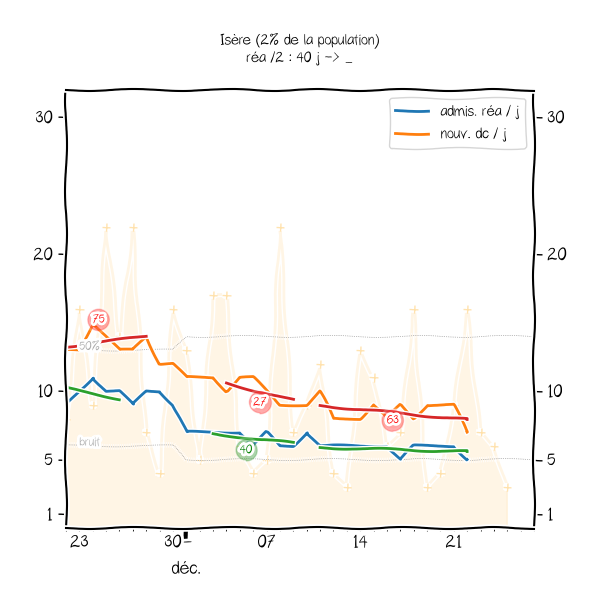 Isère (2% de la population)
réa /2 : 40 j -> _
admis. réa / j
nouv. dc / j
30 30
20 20
10 10
5 5
1 1
75
50%
27
63
40
bruit
23 30 07 14 21
déc.